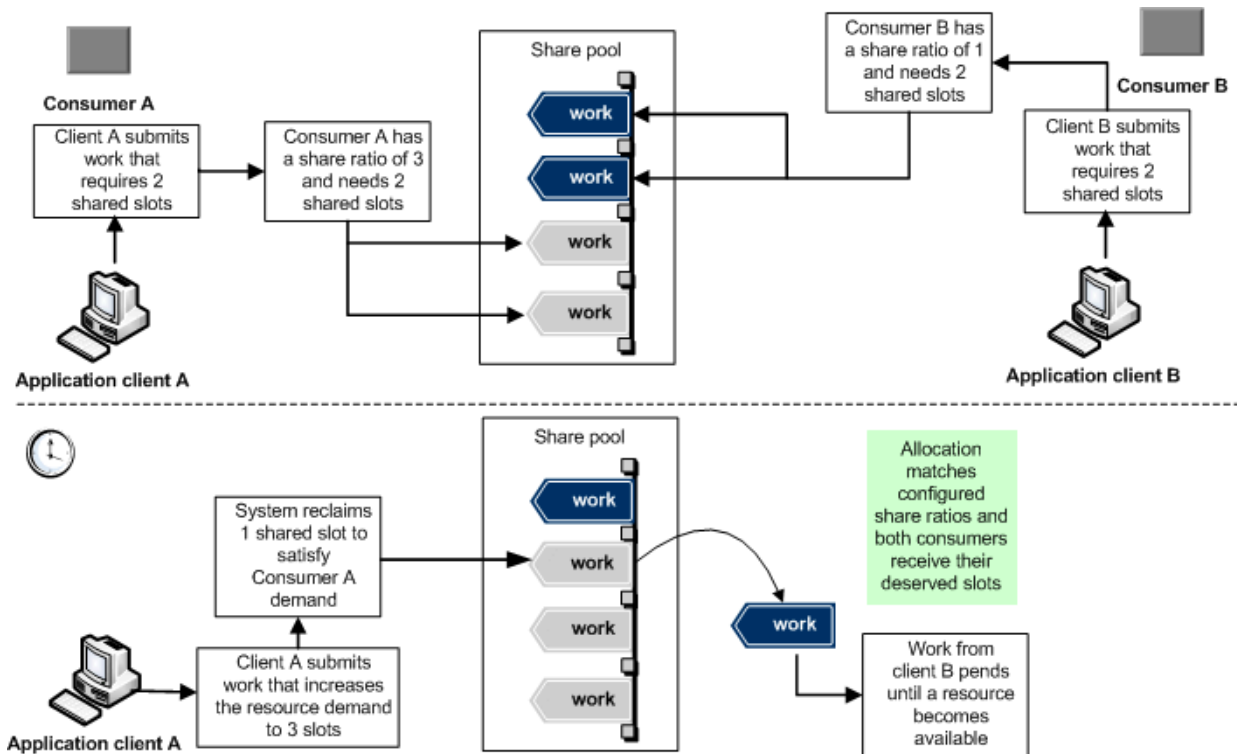 Consumer A
Client A submits
work that
requires 2
shared slots
Application client A
Consumer A has
a share ratio of 3
and needs 2
shared slots
Share pool
work
work
work
work
Consumer B has
a share ratio of 1
and needs 2
shared slots
Consumer B
Client B submits
work that
requires 2
shared slots
Application client B
System reclaims
1 shared slot to
satisfy
Consumer A
demand
Client A submits
work that increases
the resource demand
to 3 slots
Application client A
Share pool
work
work
work
work
work
Allocation
matches
configured
share ratios and
both consumers
receive their
deserved slots
Work from
client B pends
until a resource
becomes
available